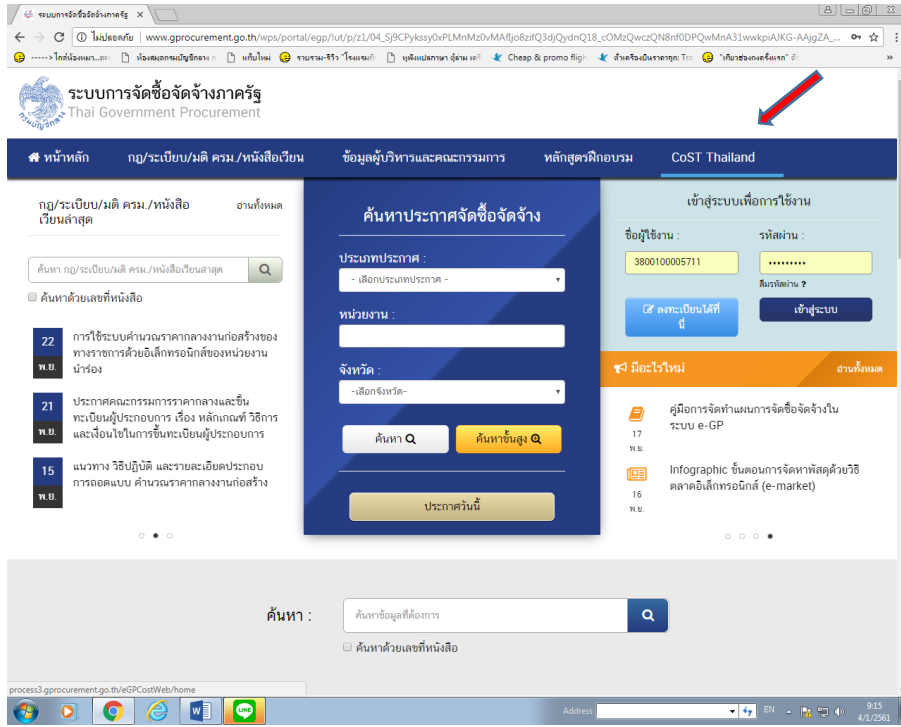 ระบบการจัดซื้อจัดจ้างภาครัฐ
ไม่ปลอดภัย | www.gprocurement.go.th/wps/portal/egp/!ut/p/z1/
Cheap & promo fligh
ระบบการจัดซื้อจัดจ้างภาครัฐ
Thai Government Procurement
กรมบัญชีกลาง
หน้าหลัก กฎ/ระเบียบ/มติ ครม./หนังสือเวียน ข้อมูลผู้บริหารและคณะกรรมการ หลักสูตรฝึกอบรม CoST Thailand
กฎ/ระเบียบ/มติ ครม./หนังสือ
เวียนล่าสุด
อ่านทั้งหมด
ค้นหา กฎ/ระเบียบ/มติ ครม./หนังสือเวียนล่าสุด
ค้นหาด้วยเลขที่หนังสือ
22 พ.ย.
การใช้ระบบคำนวณราคากลางงานก่อสร้างของ
ทางราชการด้วยอิเล็กทรอนิกส์ของหน่วยงาน
นำร่อง
21 พ.ย.
ประกาศคณะกรรมการราคากลางและขึ้น
ทะเบียนผู้ประกอบการ เรื่อง หลักเกณฑ์ วิธีการ
และเงื่อนไขในการขึ้นทะเบียนผู้ประกอบการ
15 พ.ย.
แนวทาง วิธีปฏิบัติ และรายละเอียดประกอบ
การถอดแบบ คำนวณราคากลางงานก่อสร้าง
ค้นหาประกาศจัดซื้อจัดจ้าง
ประเภทประกาศ :
- เลือกประเภทประกาศ -
หน่วยงาน :
จังหวัด :
-เลือกจังหวัด-
ค้นหา ค้นหาขั้นสูง
ประกาศวันนี้
เข้าสู่ระบบเพื่อการใช้งาน
ชื่อผู้ใช้งาน : รหัสผ่าน :
3800100005711 •••••••••
ลืมรหัสผ่าน ?
ลงทะเบียนได้ที่
นี่
เข้าสู่ระบบ
มีอะไรใหม่ อ่านทั้งหมด
17
พ.ย.
คู่มือการจัดทำแผนการจัดซื้อจัดจ้างใน
ระบบ e-GP
16
พ.ย.
Infographic ขั้นตอนการจัดหาพัสดุด้วยวิธี
ตลาดอิเล็กทรอนิกส์ (e-market)
ค้นหา :
ค้นหาข้อมูลที่ต้องการ
ค้นหาด้วยเลขที่หนังสือ
process3.gprocurement.go.th/eGPCostWeb/home
LINE
Address
EN
9:15
4/1/2561